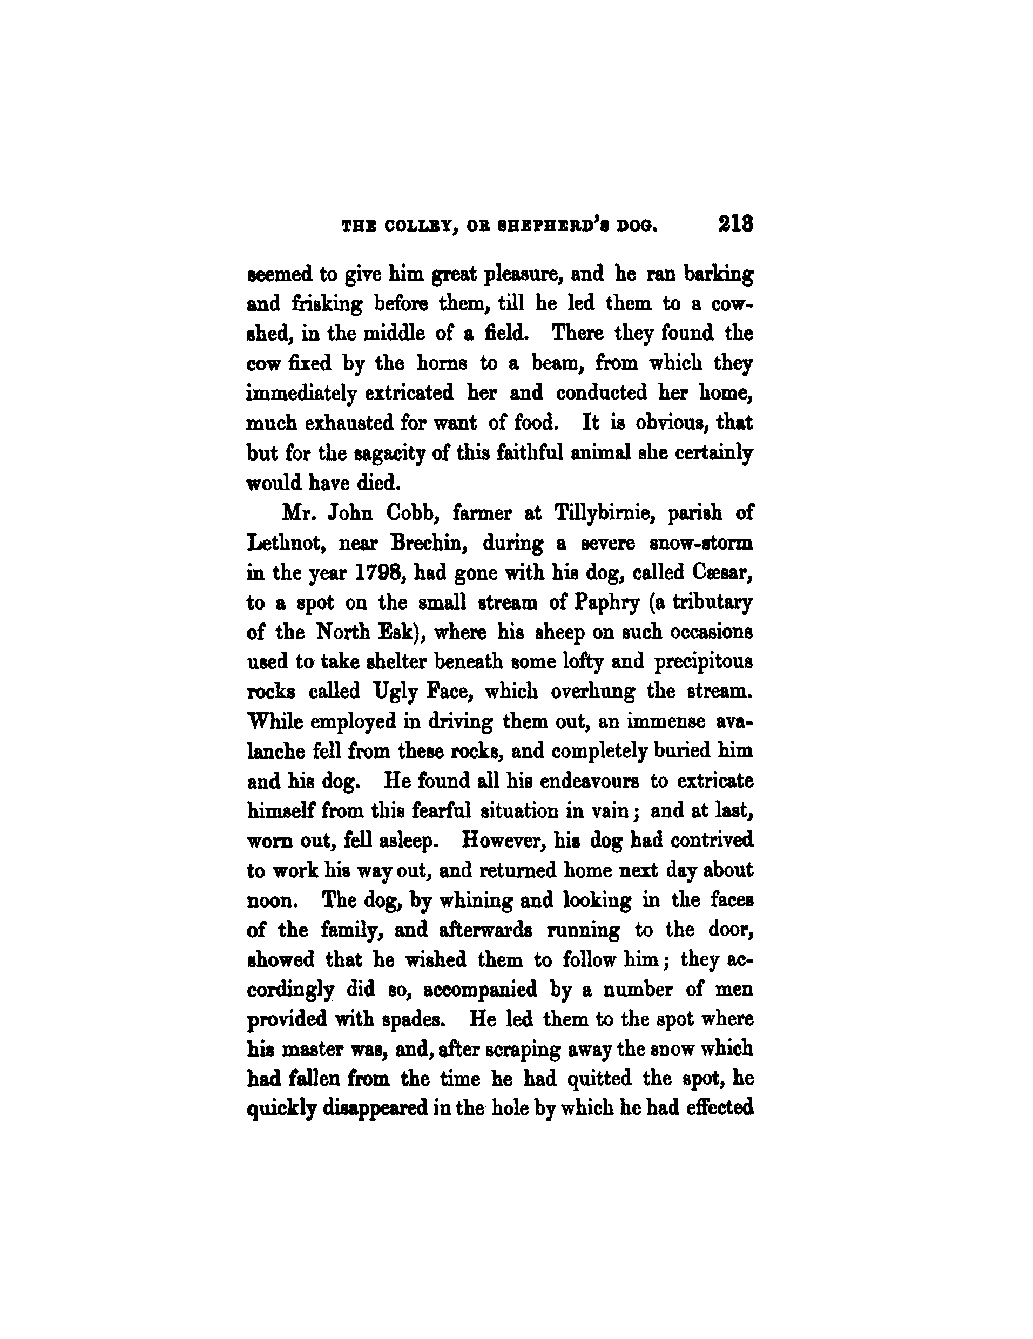 THE COLLEY, OR SHEPHERD'S DOG. 213
seemed to give him great pleasure, and he ran barking
and frisking before them, till he led them to a cow-
shed, in the middle of a field. There they found the
cow fixed by the horns to a beam, from which they
immediately extricated her and conducted her home,
much exhausted for want of food. It is obvious, that
but for the sagacity of this faithful animal she certainly
would have died.
Mr. John Cobb, farmer at Tillybirnie, parish of
Lethnot, near Brechin, during a severe snow-storm
in the year 1798, had gone with his dog, called Cæsar,
to a spot on the small stream of Paphry (a tributary
of the North Esk), where his sheep on such occasions
used to take shelter beneath some lofty and precipitous
rocks called Ugly Face, which overhung the stream.
While employed in driving them out, an immense ava-
lanche fell from these rocks, and completely buried him
and his dog. He found all his endeavours to extricate
himself from this fearful situation in vain; and at last,
worn out, fell asleep. However, his dog had contrived
to work his way out, and returned home next day about
noon. The dog, by whining and looking in the faces
of the family, and afterwards running to the door,
showed that he wished them to follow him; they ac-
cordingly did so, accompanied by a number of men
provided with spades. He led them to the spot where
his master was, and, after scraping away the snow which
had fallen from the time he had quitted the spot, he
quickly disappeared in the hole by which he had effected